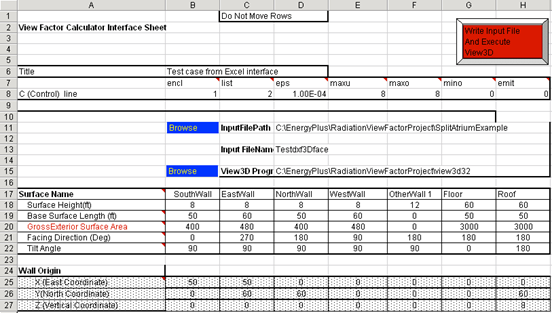 A B C D E F G H
1 Do Not Move Rows
2 View Factor Calculator Interface Sheet
Write Input File
And Execute
View3D
3
4
5
6 Title Test case from Excel interface
7 encl list eps maxu maxo mino emit
8 C (Control) line 1 2 1.00E-04 8 8 0 0
9
10
11 Browse InputFilePath C:\EnergyPlus\RadiationViewFactorProject\SplitAtriumExample
12
13 Input FileNam Testdxf3Dface
14
15 Browse View3D Progr C:\EnergyPlus\RadiationViewFactorProject\view3d32
16
17 Surface Name SouthWall EastWall NorthWall WestWall OtherWall 1 Floor Roof
18 Surface Height(ft) 8 8 8 8 12 60 60
19 Base Surface Length (ft) 50 60 50 60 0 50 50
20 GrossExterior Surface Area 400 480 400 480 0 3000 3000
21 Facing Direction (Deg) 0 270 180 90 180 180 180
22 Tilt Angle 90 90 90 90 90 0 180
23
24 Wall Origin
25 X (East Coordinate) 50 50 0 0 0 0 0
26 Y(North Coordinate) 0 60 60 0 0 0 60
27 Z (Vertical Coordinate) 0 0 0 0 0 0 8